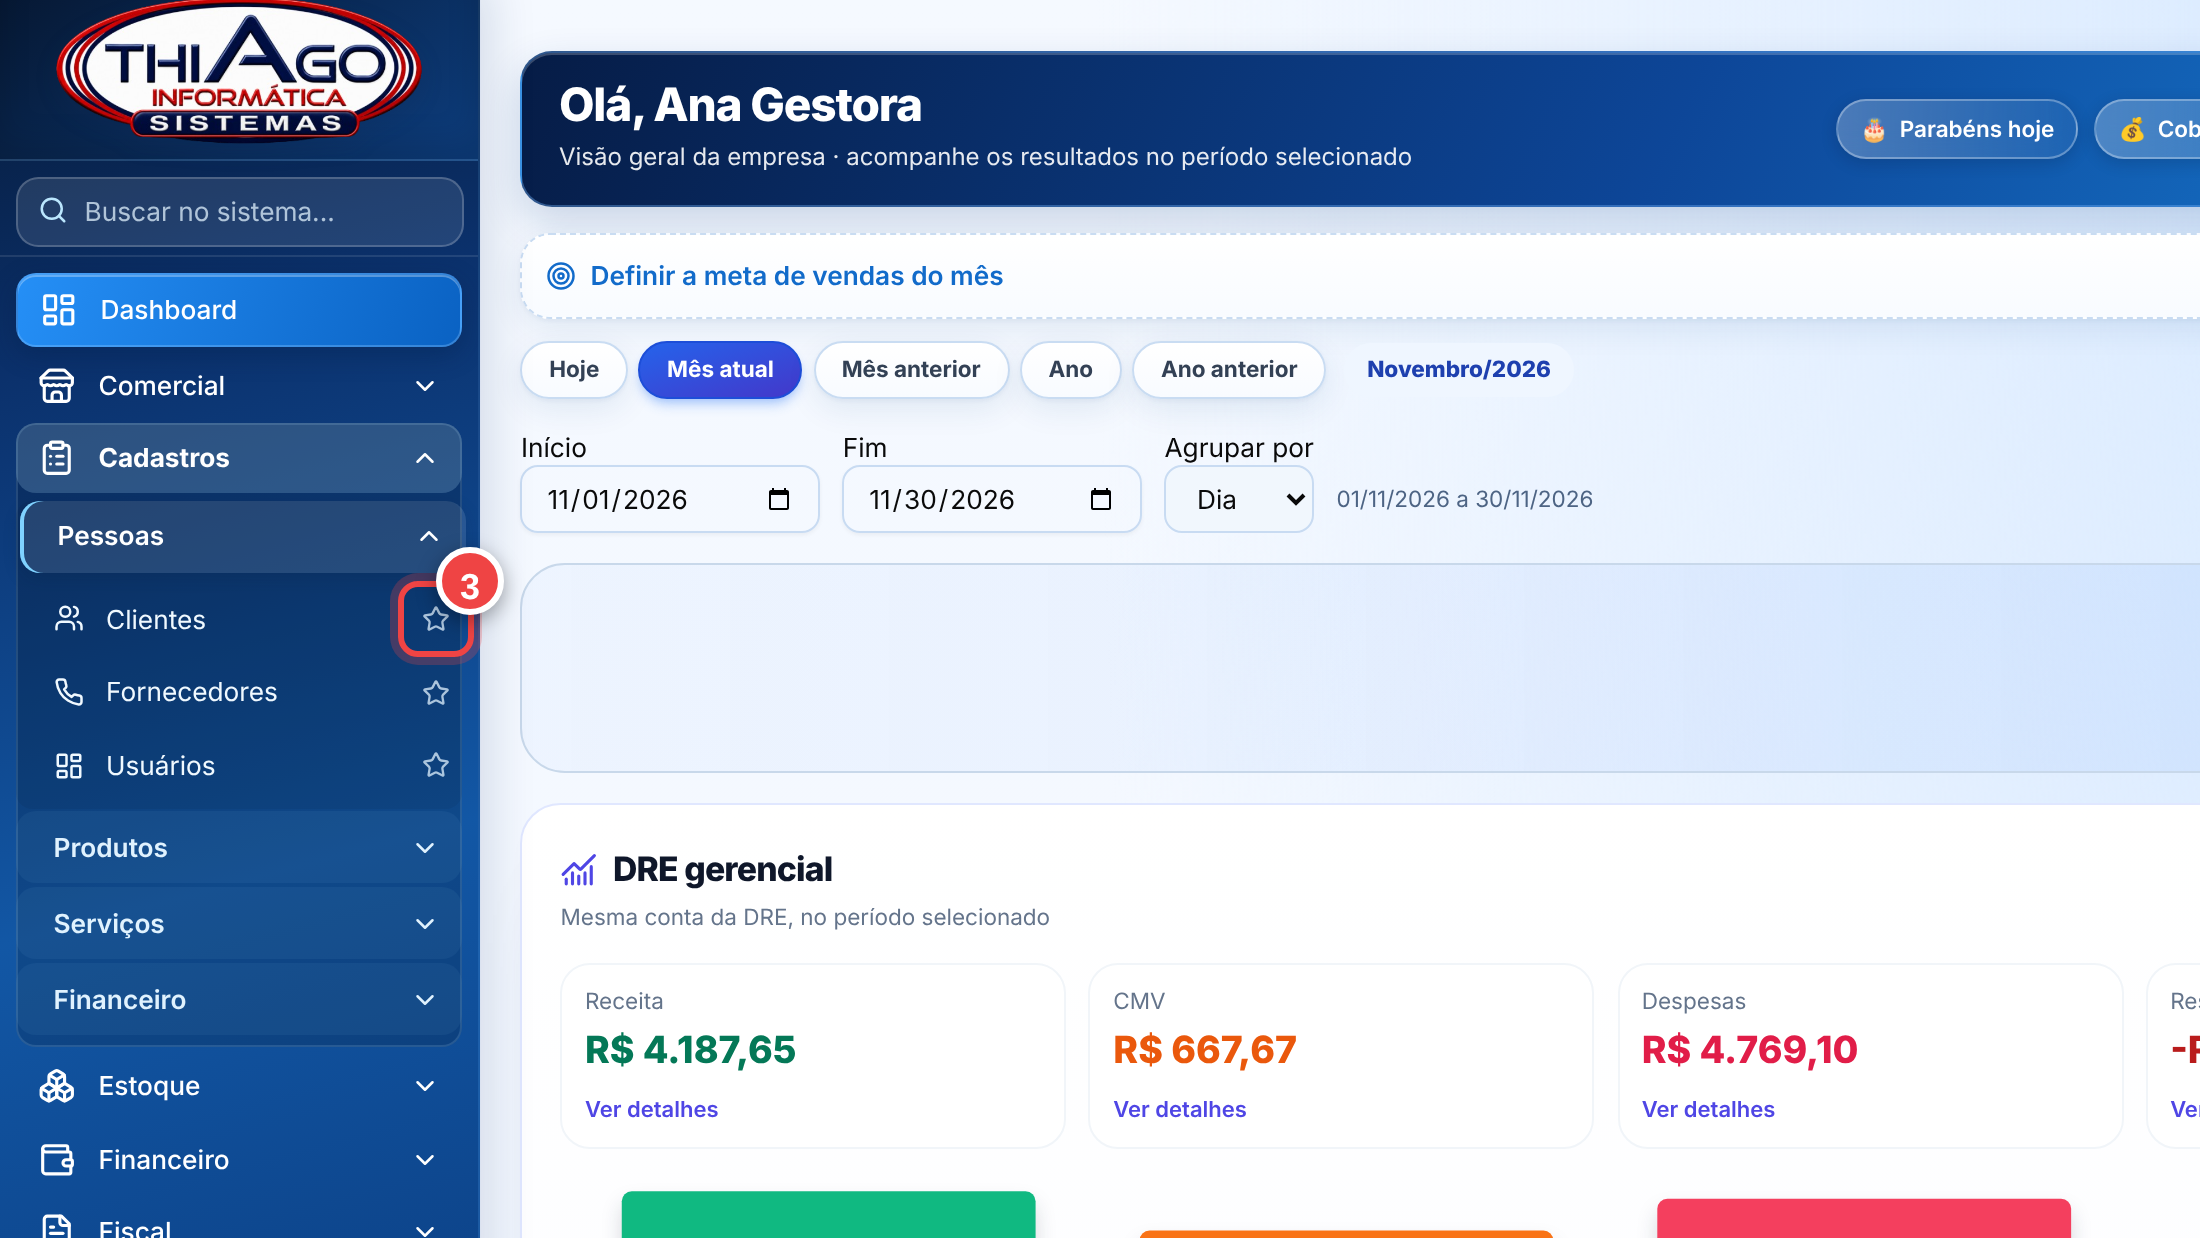 THIAGO
INFORMÁTICA
SISTEMAS
Buscar no sistema...
Dashboard
Comercial
Cadastros
Pessoas
3
Clientes
Fornecedores
Usuários
Produtos
Serviços
Financeiro
Estoque
Financeiro
Fiscal
Olá, Ana Gestora
Visão geral da empresa · acompanhe os resultados no período selecionado
Parabéns hoje
Definir a meta de vendas do mês
Hoje
Mês atual
Mês anterior
Ano
Ano anterior
Novembro/2026
Início
Fim
Agrupar por
11/01/2026
11/30/2026
Dia
01/11/2026 a 30/11/2026
DRE gerencial
Mesma conta da DRE, no período selecionado
Receita
R$ 4.187,65
Ver detalhes
CMV
R$ 667,67
Ver detalhes
Despesas
R$ 4.769,10
Ver detalhes